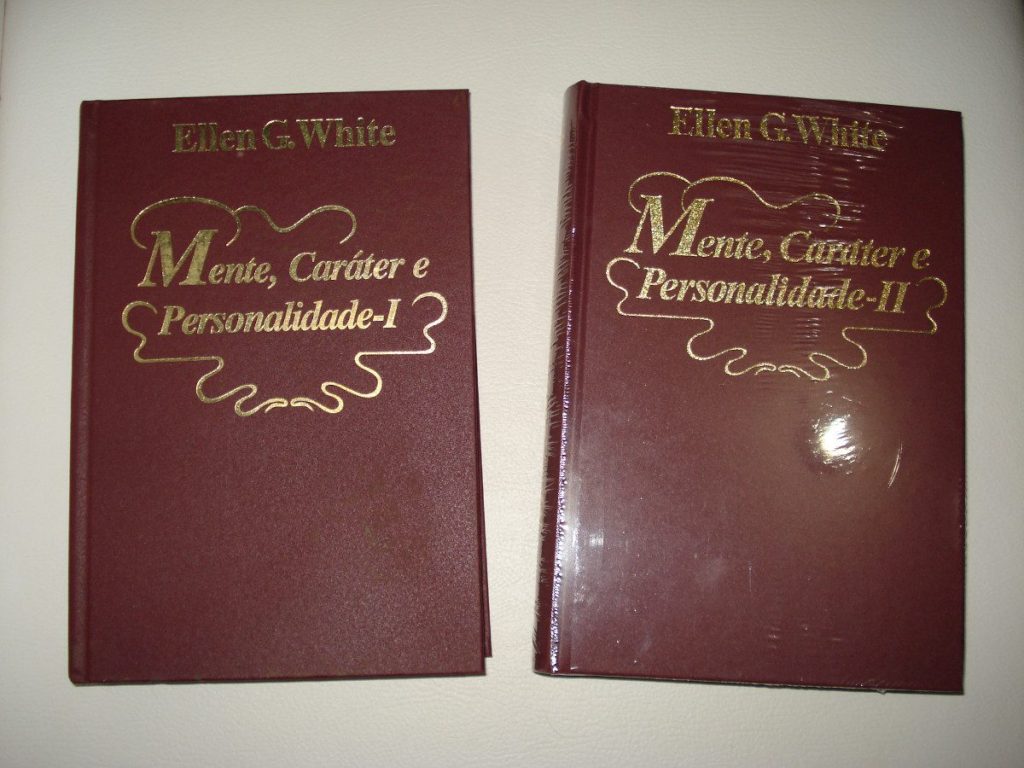 Ellen G. White
Mente, Caráter e
Personalidade-I
Ellen G. White
Mente, Caráter e
Personalidade-II